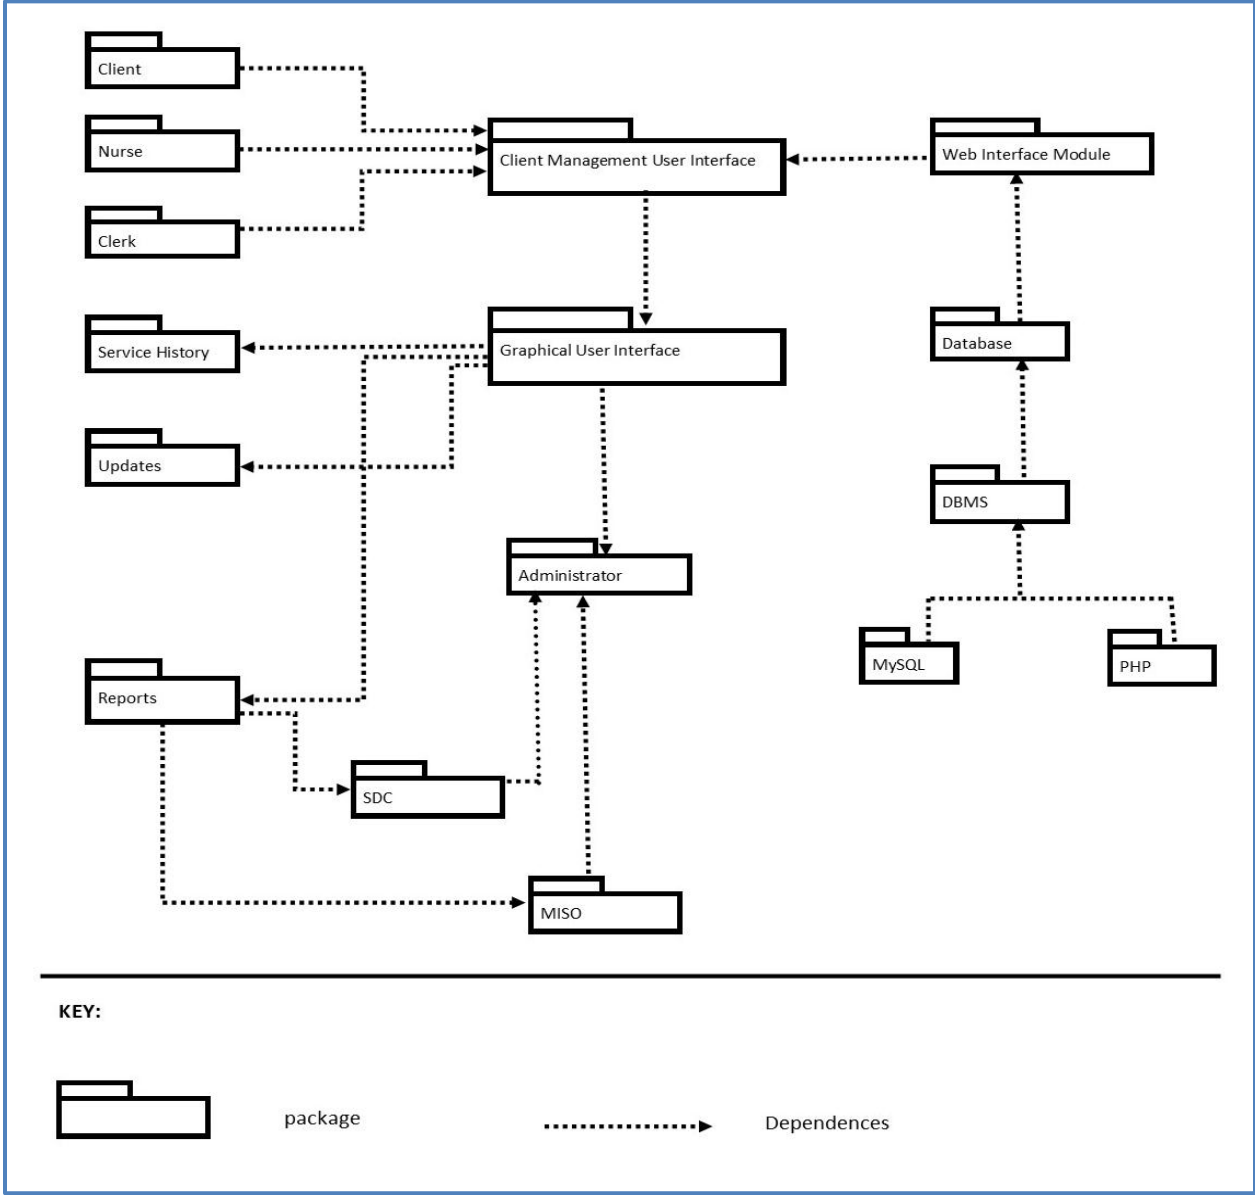 Client
Nurse
Client Management User Interface
Web Interface Module
Clerk
Service History
Graphical User Interface
Database
Updates
DBMS
Administrator
MySQL
PHP
Reports
SDC
MISO
KEY:
package
Dependences